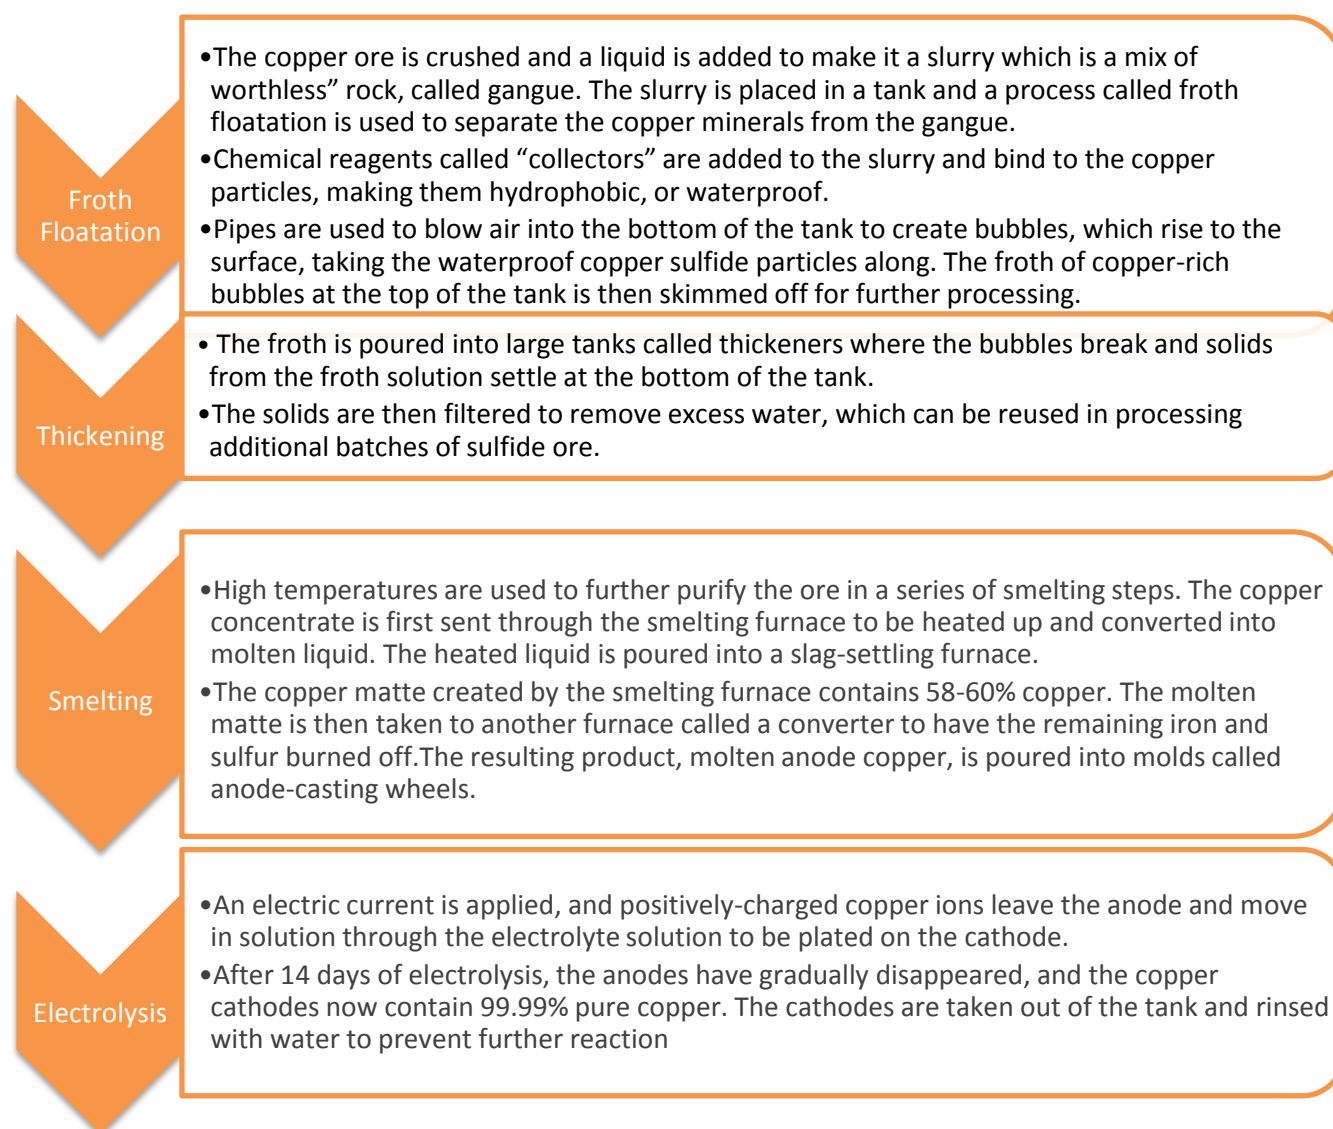 •The copper ore is crushed and a liquid is added to make it a slurry which is a mix of
worthless” rock, called gangue. The slurry is placed in a tank and a process called froth
floatation is used to separate the copper minerals from the gangue.
•Chemical reagents called “collectors” are added to the slurry and bind to the copper
particles, making them hydrophobic, or waterproof.
•Pipes are used to blow air into the bottom of the tank to create bubbles, which rise to the
surface, taking the waterproof copper sulfide particles along. The froth of copper-rich
bubbles at the top of the tank is then skimmed off for further processing.
Froth
Floatation
• The froth is poured into large tanks called thickeners where the bubbles break and solids
from the froth solution settle at the bottom of the tank.
•The solids are then filtered to remove excess water, which can be reused in processing
additional batches of sulfide ore.
Thickening
•High temperatures are used to further purify the ore in a series of smelting steps. The copper
concentrate is first sent through the smelting furnace to be heated up and converted into
molten liquid. The heated liquid is poured into a slag-settling furnace.
•The copper matte created by the smelting furnace contains 58-60% copper. The molten
matte is then taken to another furnace called a converter to have the remaining iron and
sulfur burned off.The resulting product, molten anode copper, is poured into molds called
anode-casting wheels.
Smelting
•An electric current is applied, and positively-charged copper ions leave the anode and move
in solution through the electrolyte solution to be plated on the cathode.
•After 14 days of electrolysis, the anodes have gradually disappeared, and the copper
cathodes now contain 99.99% pure copper. The cathodes are taken out of the tank and rinsed
with water to prevent further reaction
Electrolysis